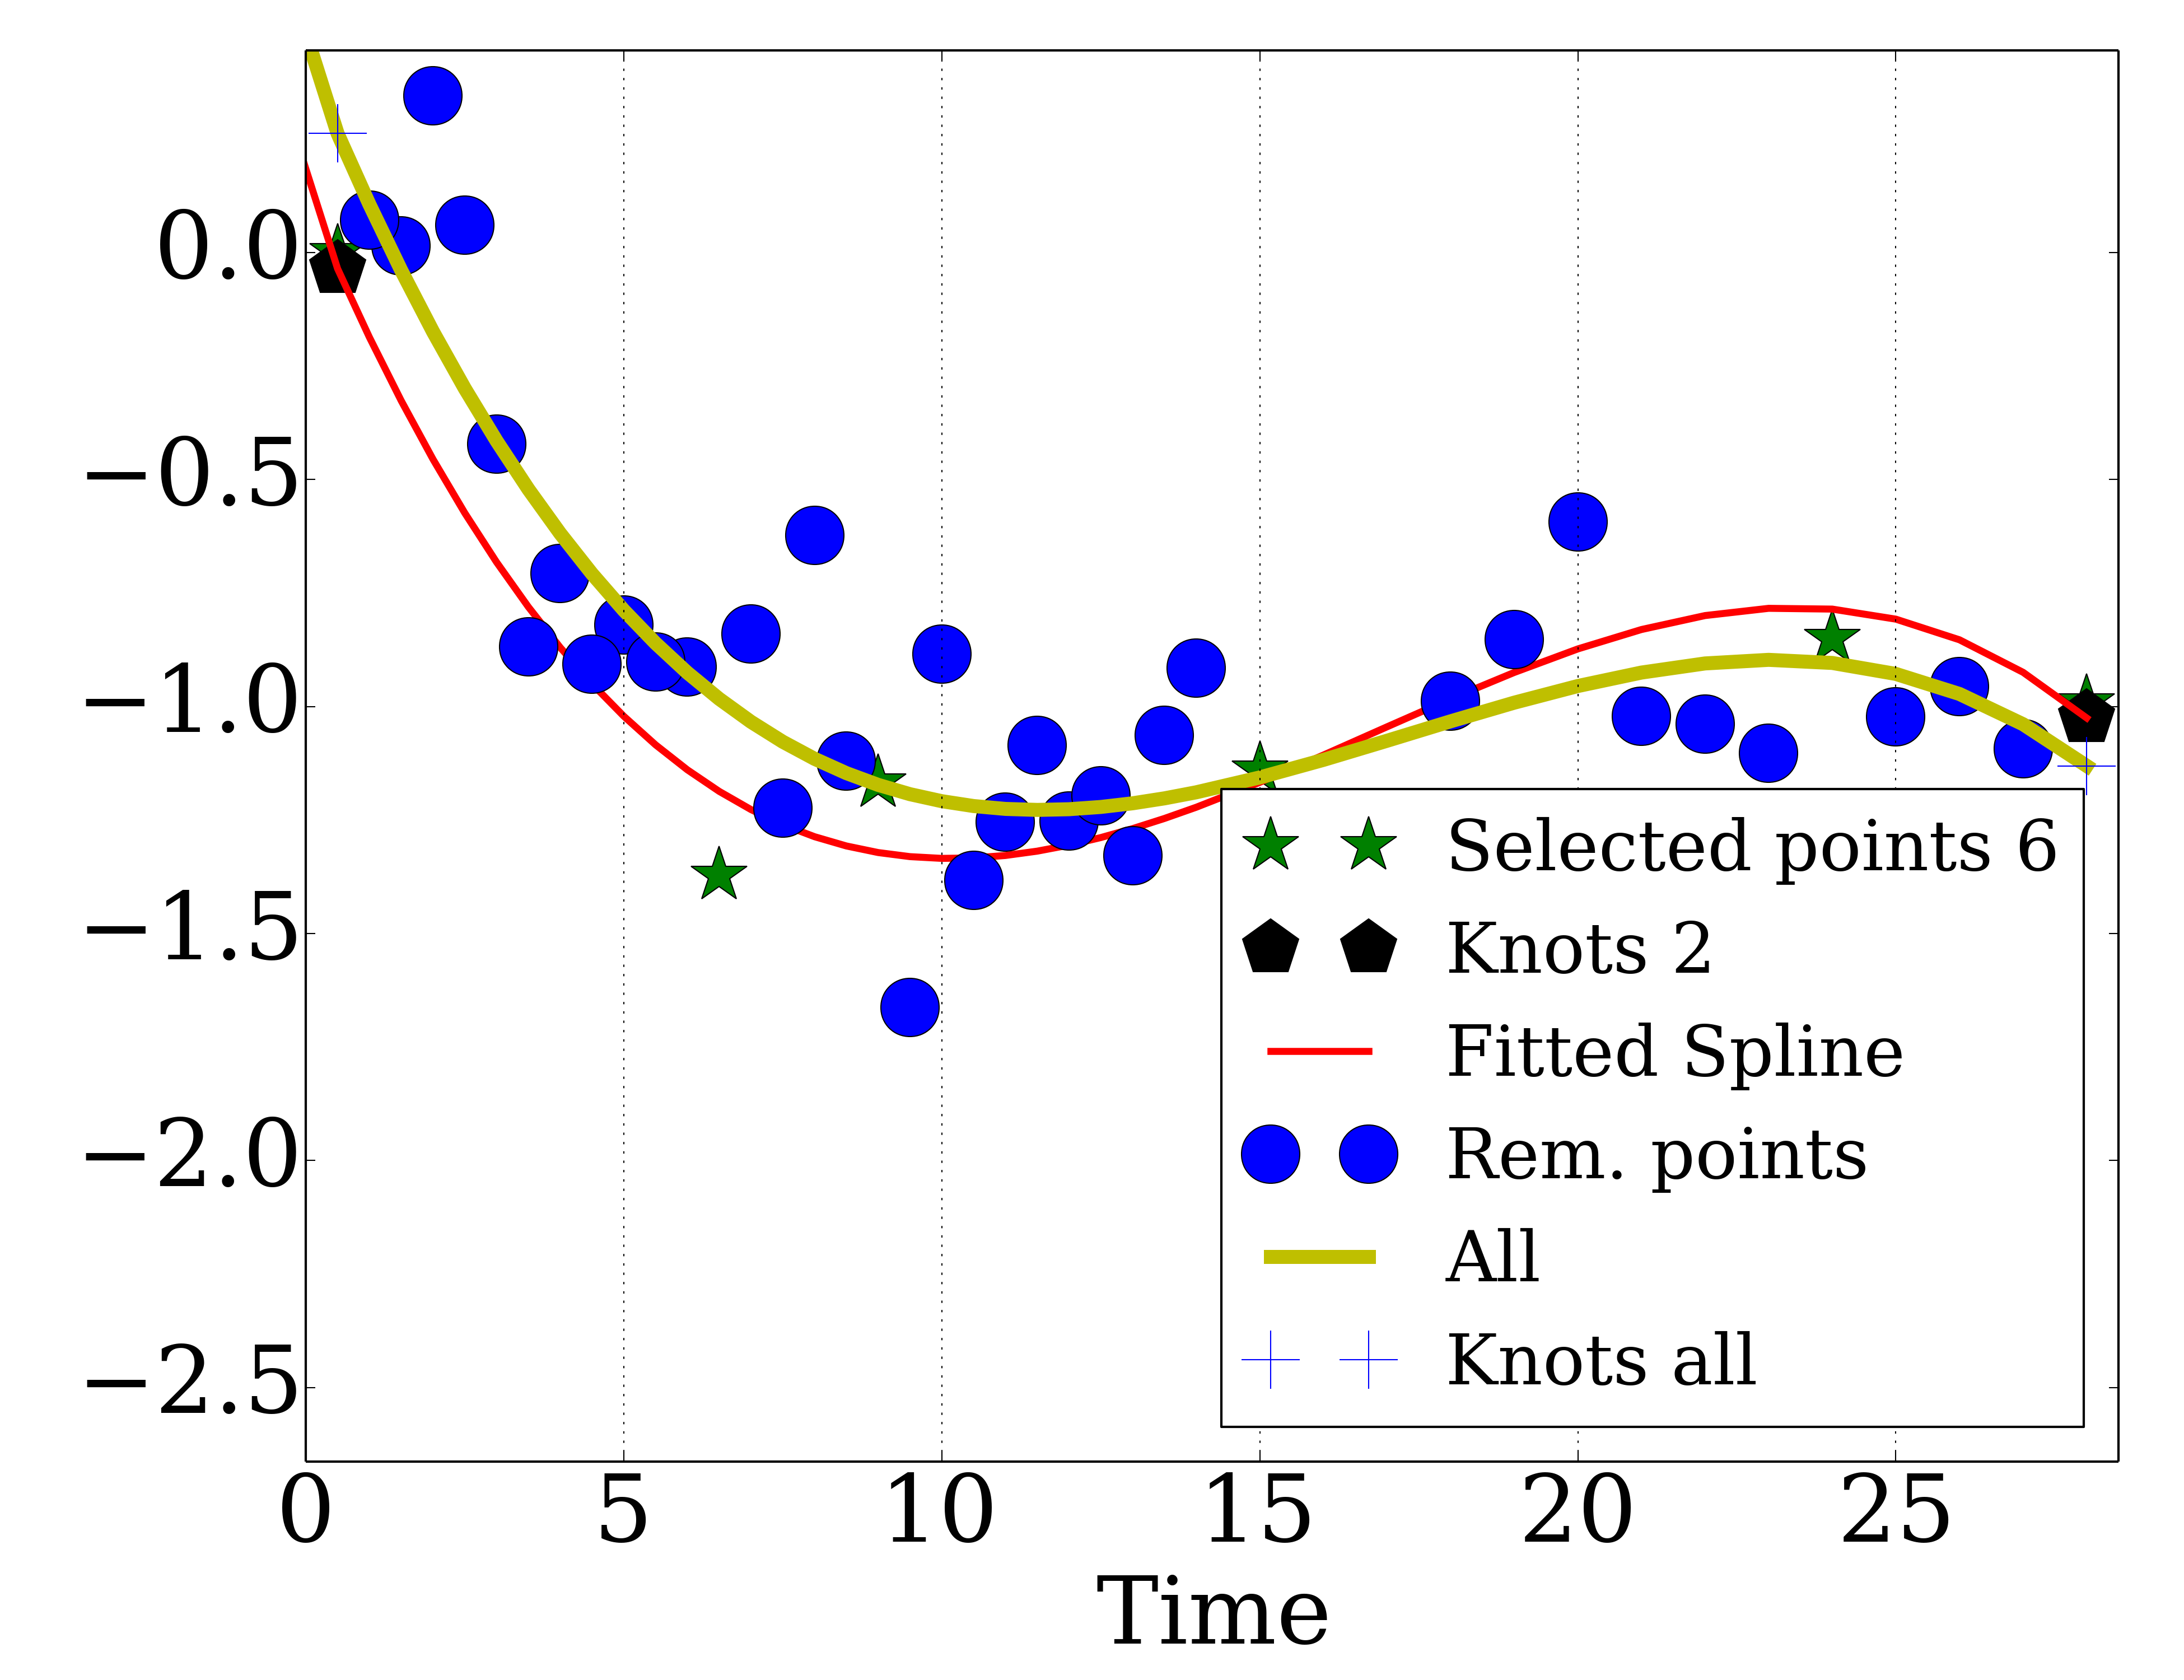 0.0
−0.5
−1.0
−1.5
−2.0
−2.5
Selected points 6
Knots 2
Fitted Spline
Rem. points
All
Knots all
0 5 10 15 20 25
Time